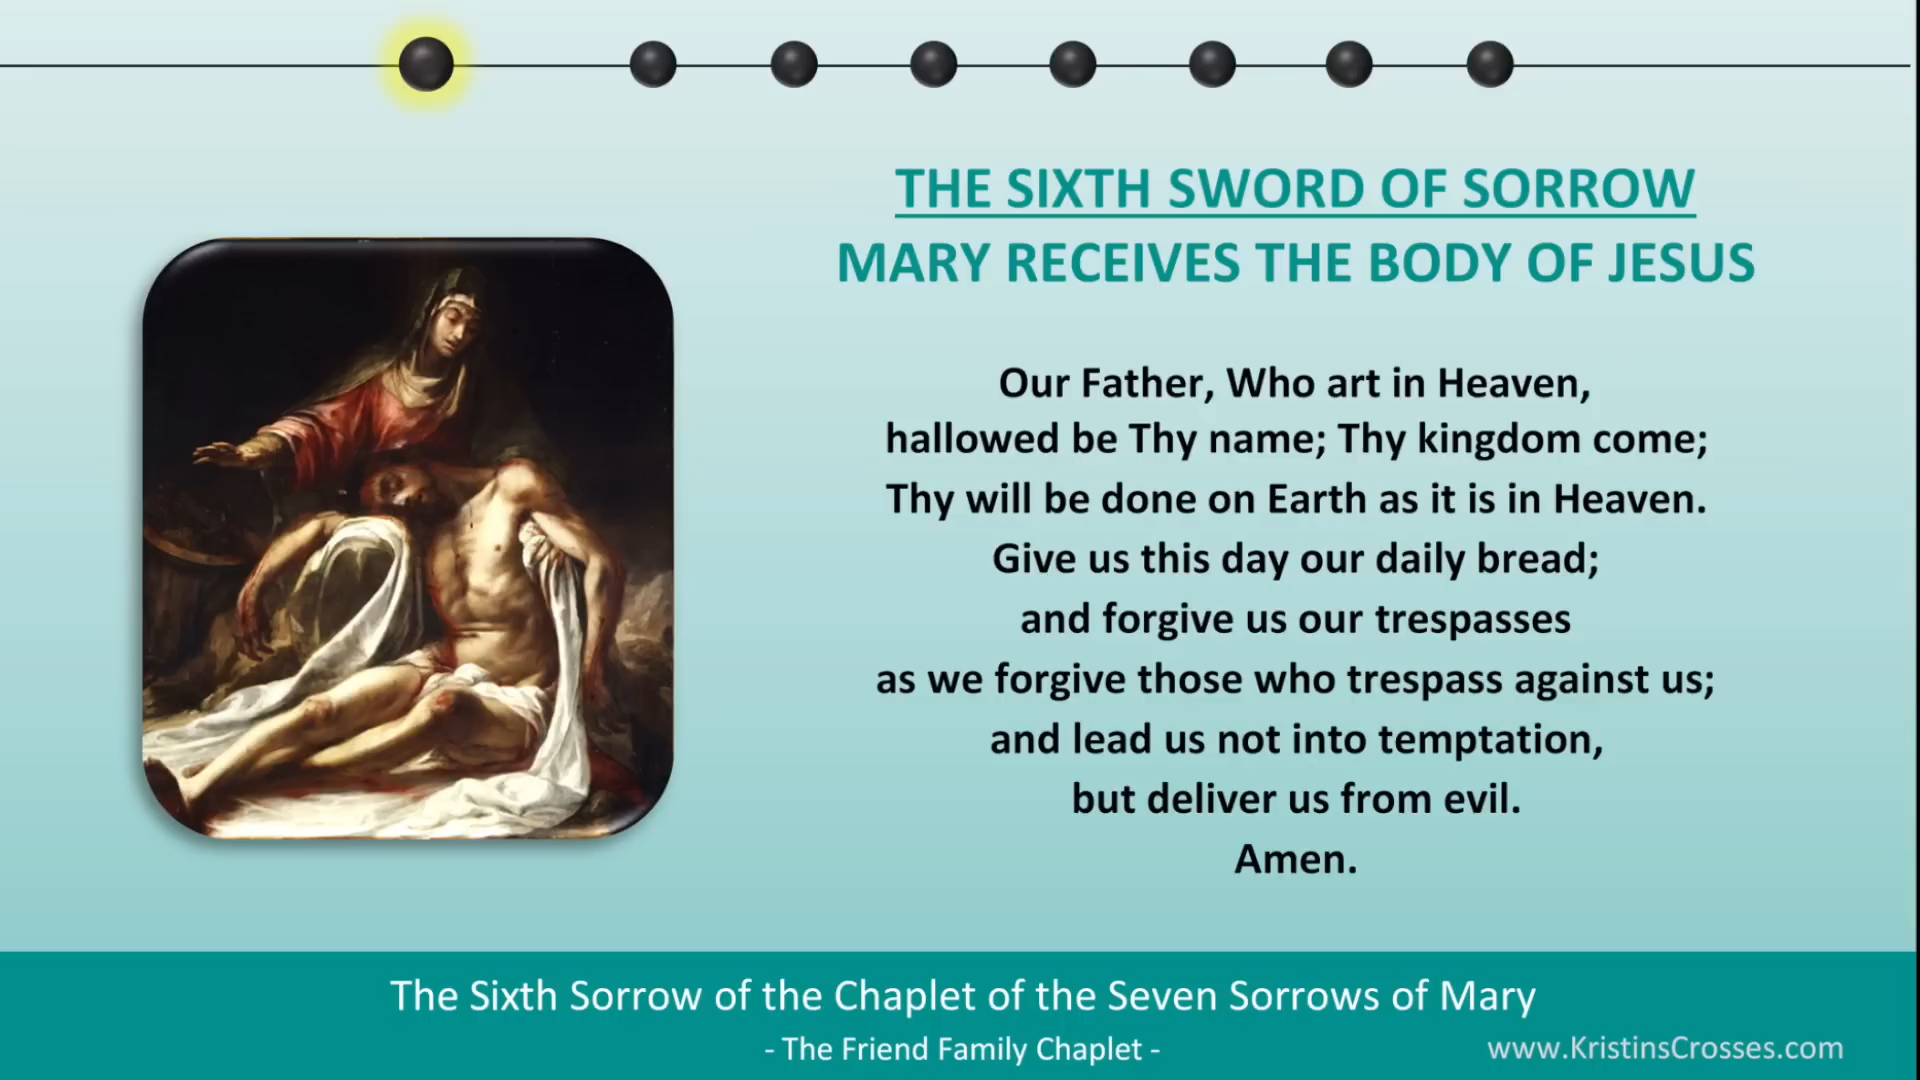 THE SIXTH SWORD OF SORROW
MARY RECEIVES THE BODY OF JESUS
Our Father, Who art in Heaven,
hallowed be Thy name; Thy kingdom come;
Thy will be done on Earth as it is in Heaven.
Give us this day our daily bread;
and forgive us our trespasses
as we forgive those who trespass against us;
and lead us not into temptation,
but deliver us from evil.
Amen.
The Sixth Sorrow of the Chaplet of the Seven Sorrows of Mary
- The Friend Family Chaplet -
www.KristinsCrosses.com